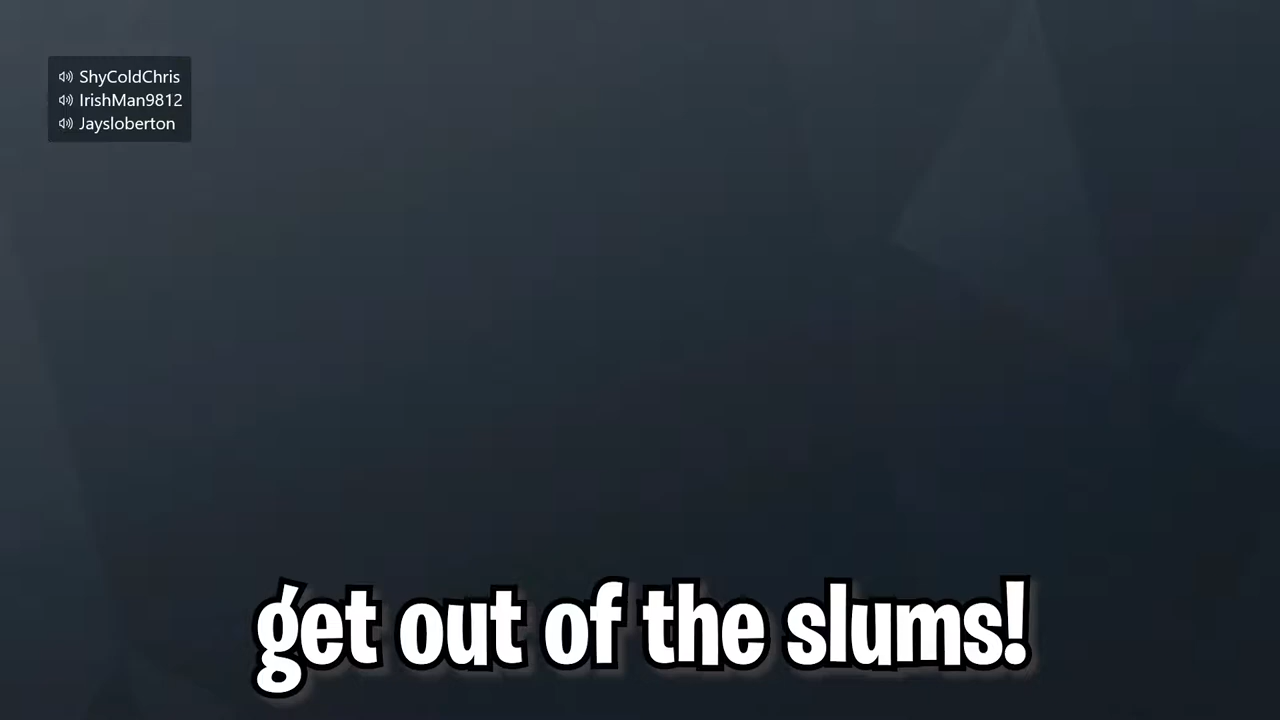 ShyColdChris
IrishMan9812
Jaysloberton
get out of the slums!